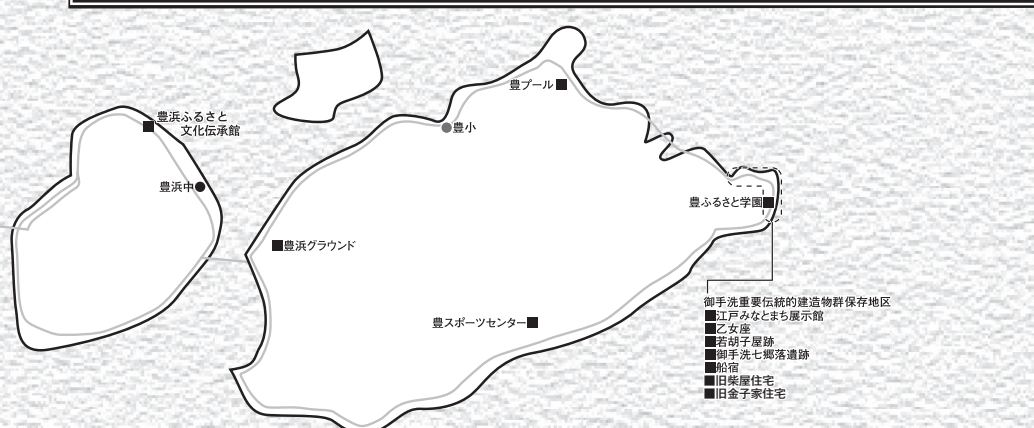 豊プール■
豊浜ふるさと
文化伝承館
●豊小
豊浜中●
豊ふるさと学園■
■豊浜グラウンド
御手洗重要伝統的建造物群保存地区
■江戸みなとまち展示館
豊スポーツセンター■
■乙女座
■若胡子屋跡
■御手洗七郷落遺跡
■船宿
■旧柴屋住宅
■旧金子家住宅